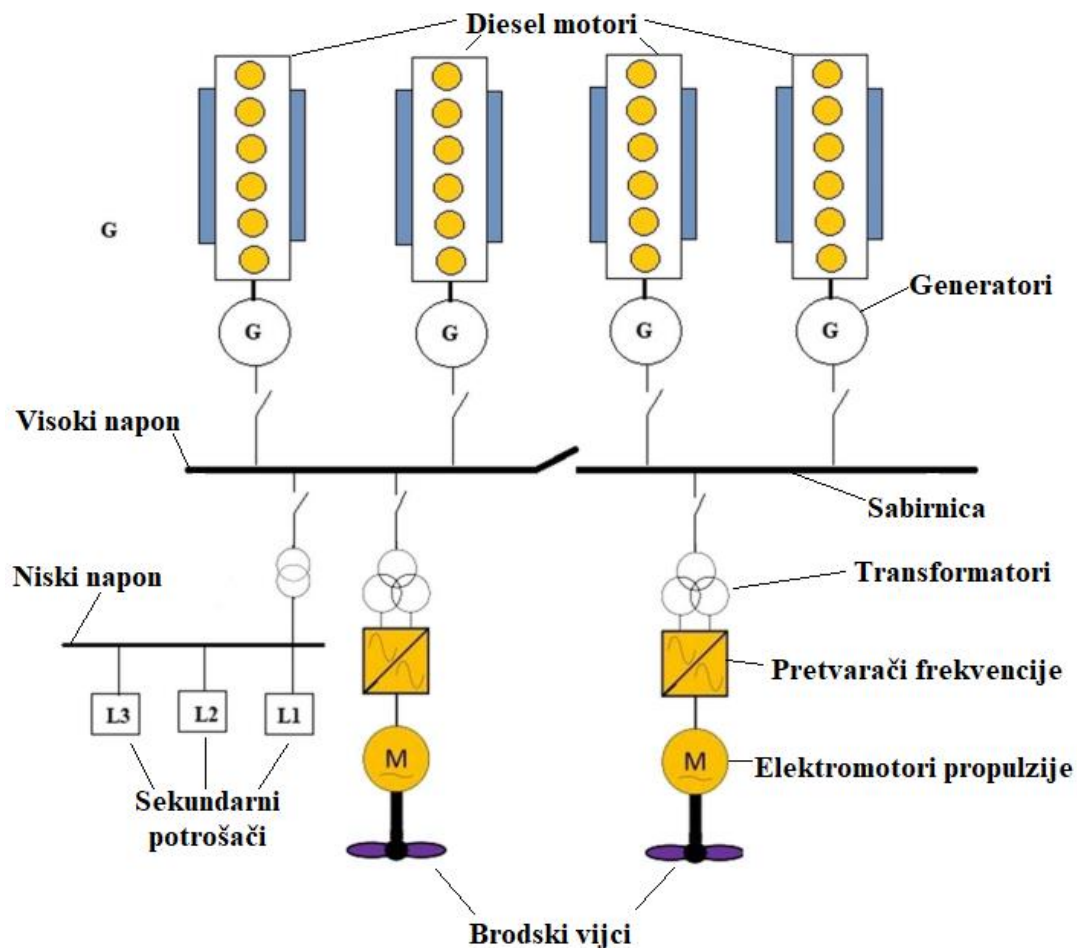 Diesel motori
G
Generatori
G
G
G
G
Visoki napon
Sabirnica
Niski napon
Transformatori
Pretvarači frekvencije
L3
L2
L1
M
M
Elektromotori propulzije
Sekundarni
potrošači
Brodski vijci